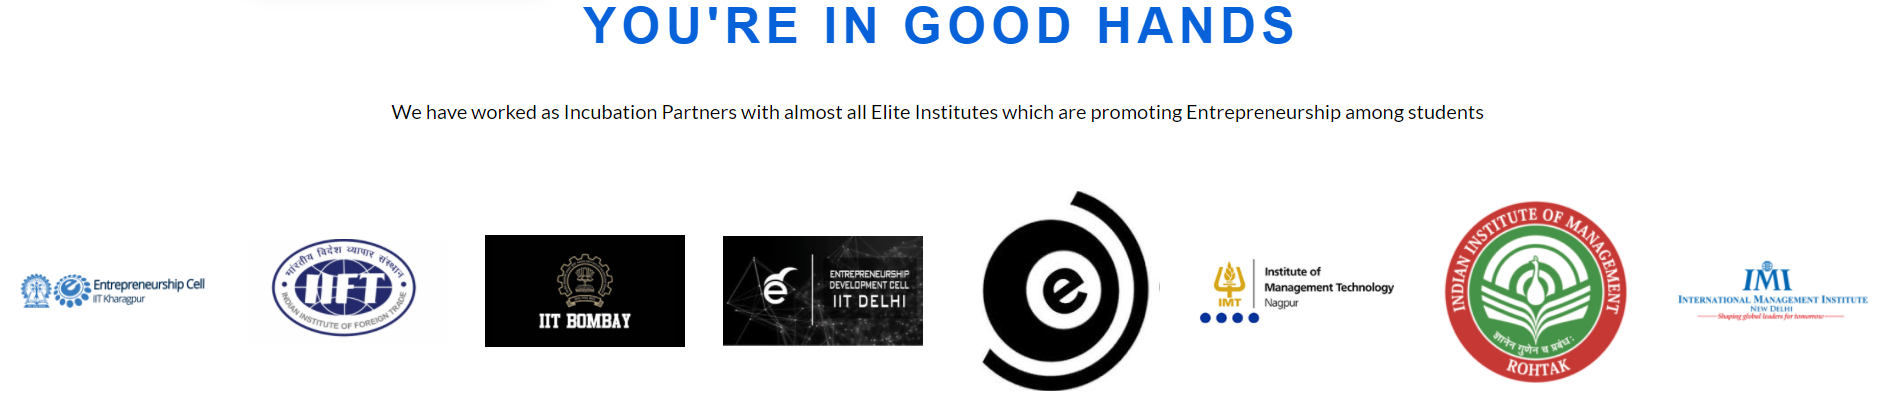 YOU'RE IN GOOD HANDS
We have worked as Incubation Partners with almost all Elite Institutes which are promoting Entrepreneurship among students
Entrepreneurship Cell
IIT Kharagpur
भारतीय विदेश व्यापार संस्थान
IIFT
INDIAN INSTITUTE OF FOREIGN TRADE
IIT BOMBAY
e
ENTREPRENEURSHIP
DEVELOPMENT CELL
IIT DELHI
e
IMT
Institute of
Management Technology
Nagpur
INDIAN INSTITUTE OF MANAGEMENT
ज्ञानेन गुणेन च प्रबंधः
ROHTAK
IMI
INTERNATIONAL MANAGEMENT INSTITUTE
NEW DELHI
Shaping global leaders for tomorrow